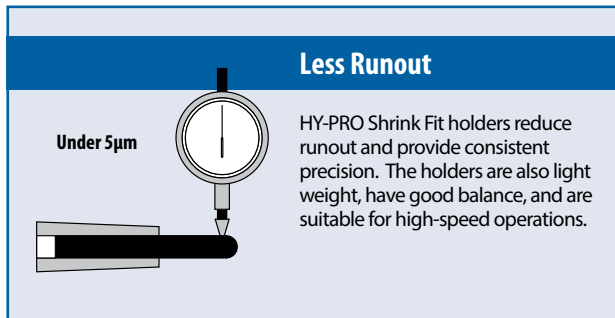 Less Runout
Under 5µm
HY-PRO Shrink Fit holders reduce
runout and provide consistent
precision.  The holders are also light
weight, have good balance, and are
suitable for high-speed operations.